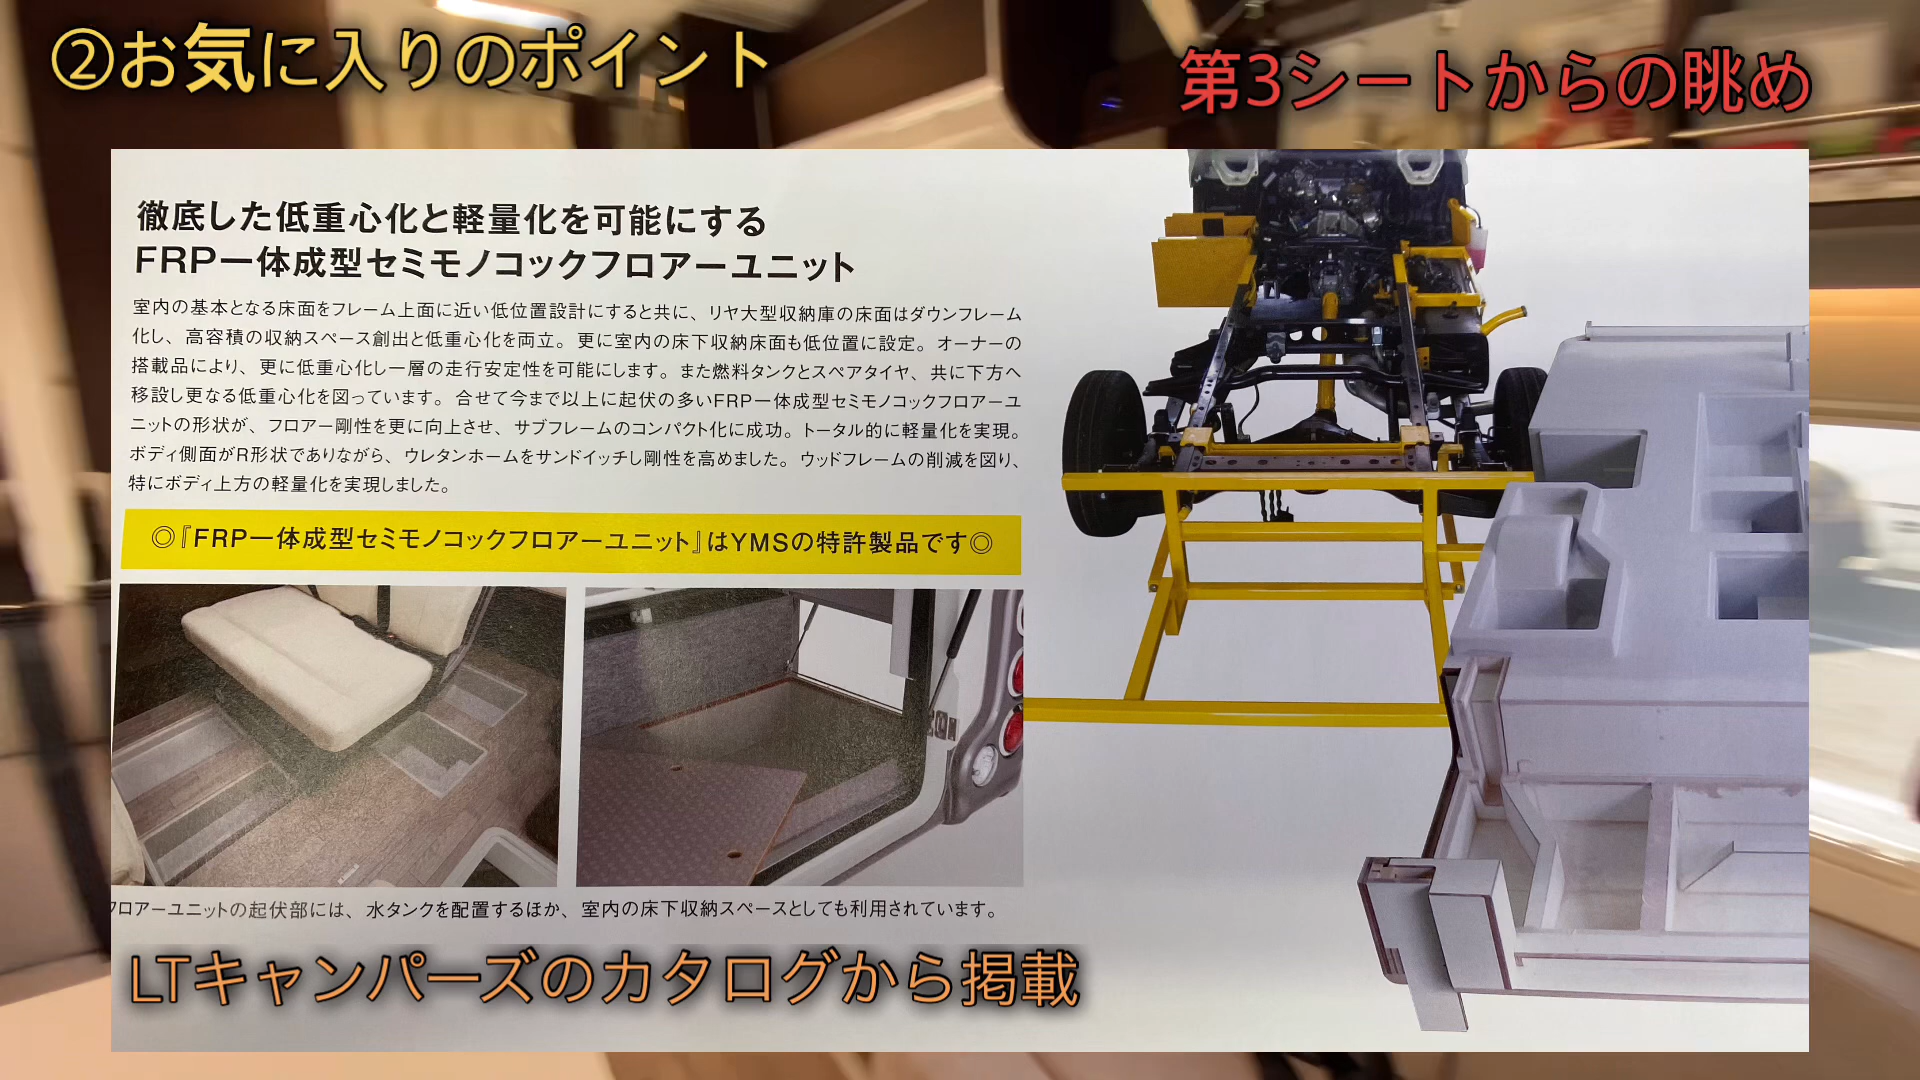 ②お気に入りのポイント
第3シートからの眺め
徹底した低重心化と軽量化を可能にする
FRP一体成型セミモノコックフロアーユニット
室内の基本となる床面をフレーム上面に近い低位置設計にすると共に、リヤ大型収納庫の床面はダウンフレーム
化し、高容積の収納スペース創出と低重心化を両立。更に室内の床下収納床面も低位置に設定。オーナーの
搭載品により、更に低重心化し一層の走行安定性を可能にします。また燃料タンクとスペアタイヤ、共に下方へ
移設し更なる低重心化を図っています。合せて今まで以上に起伏の多いFRP一体成型セミモノコックフロアーユ
ニットの形状が、フロアー剛性を更に向上させ、サブフレームのコンパクト化に成功。トータル的に軽量化を実現。
ボディ側面がR形状でありながら、ウレタンホームをサンドイッチし剛性を高めました。ウッドフレームの削減を図り、
特にボディ上方の軽量化を実現しました。
◎『FRP一体成型セミモノコックフロアーユニット』はYMSの特許製品です◎
フロアーユニットの起伏部には、水タンクを配置するほか、室内の床下収納スペースとしても利用されています。
LTキャンパーズのカタログから掲載